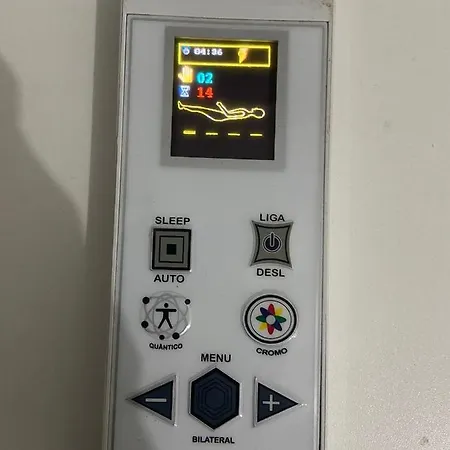 04:36
02
14
SLEEP
LIGA
AUTO
DESL
QUÂNTICO
CROMO
MENU
BILATERAL